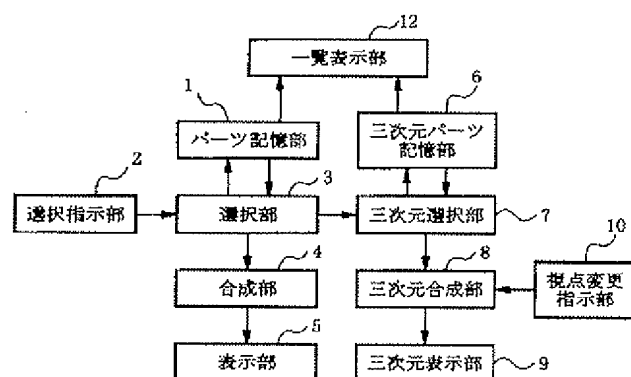 12
一覧表示部
1
6
パーツ記憶部
三次元パーツ
記憶部
2
3
選択指示部
選択部
三次元選択部
7
10
4
8
合成部
三次元合成部
視点変更
指示部
5
表示部
三次元表示部
9